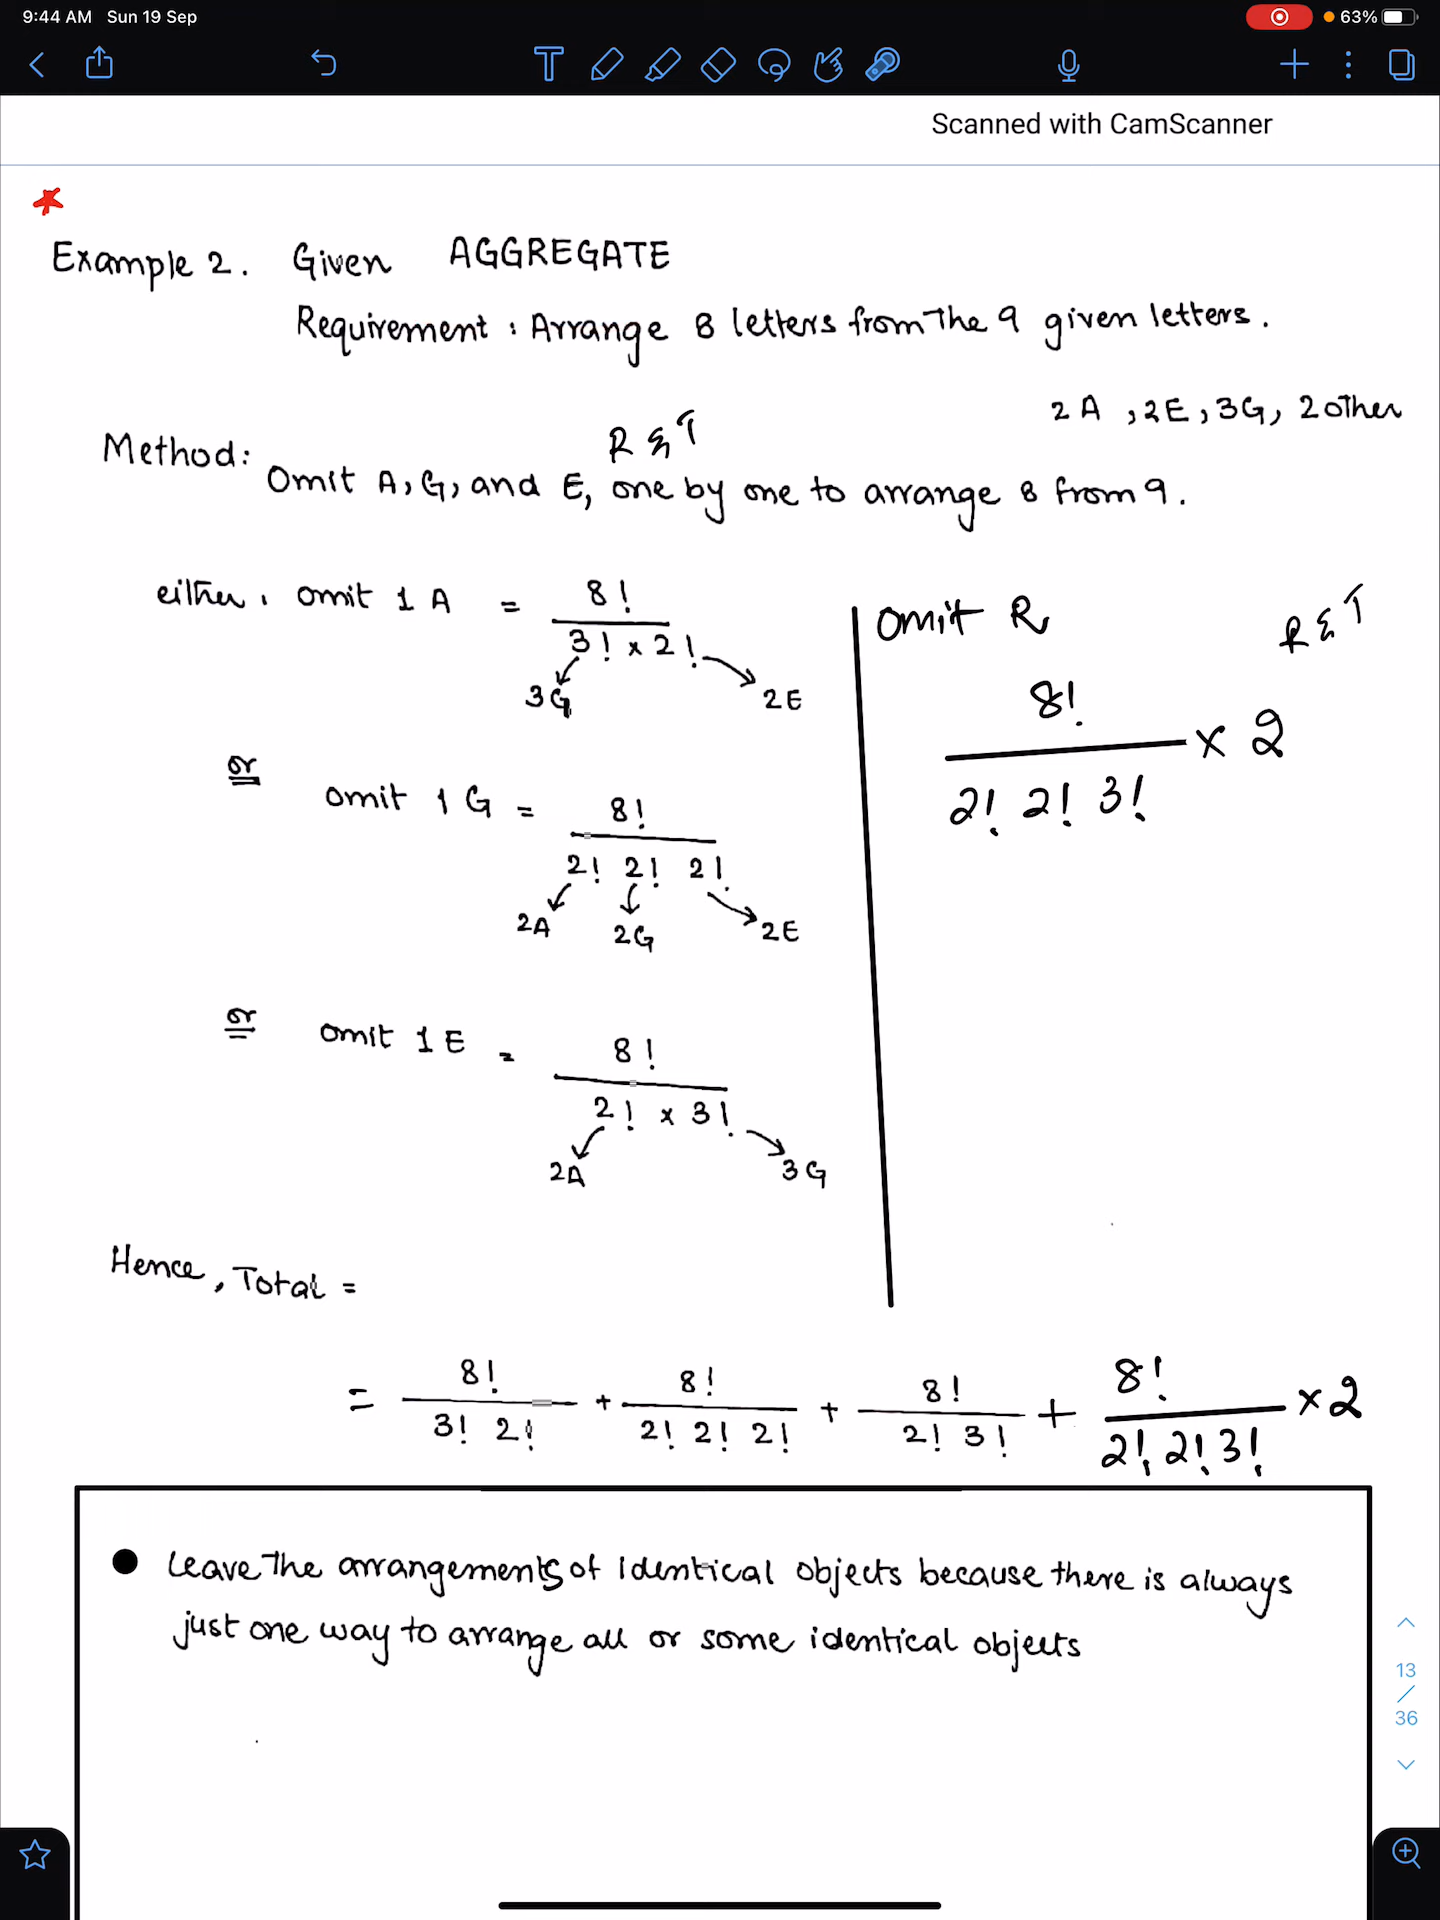 9:44 AM Sun 19 Sep
63%
Scanned with CamScanner
Example 2. Given AGGREGATE
Requirement : Arrange 8 letters from the 9 given letters.
2A , 2E , 3G, 2 other
R & T
Method:
Omit A, G, and E, one by one to arrange 8 from 9.
either, omit 1 A = 8! / 3! × 2!
3G 2E
or
omit 1 G = 8! / 2! 2! 2!
2A 2G 2E
or
omit 1 E = 8! / 2! × 3!
2A 3G
omit R
R & T
8! / 2! 2! 3! × 2
Hence, Total =
= 8! / 3! 2! + 8! / 2! 2! 2! + 8! / 2! 3! + 8! / 2! 2! 3! × 2
● Leave the arrangements of Identical objects because there is always
just one way to arrange all or some identical objects
13
/
36